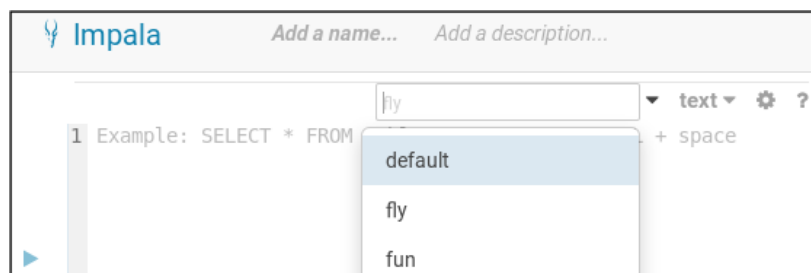 Impala Add a name... Add a description...
fly text ?
1 Example: SELECT * FROM + space
default
fly
fun